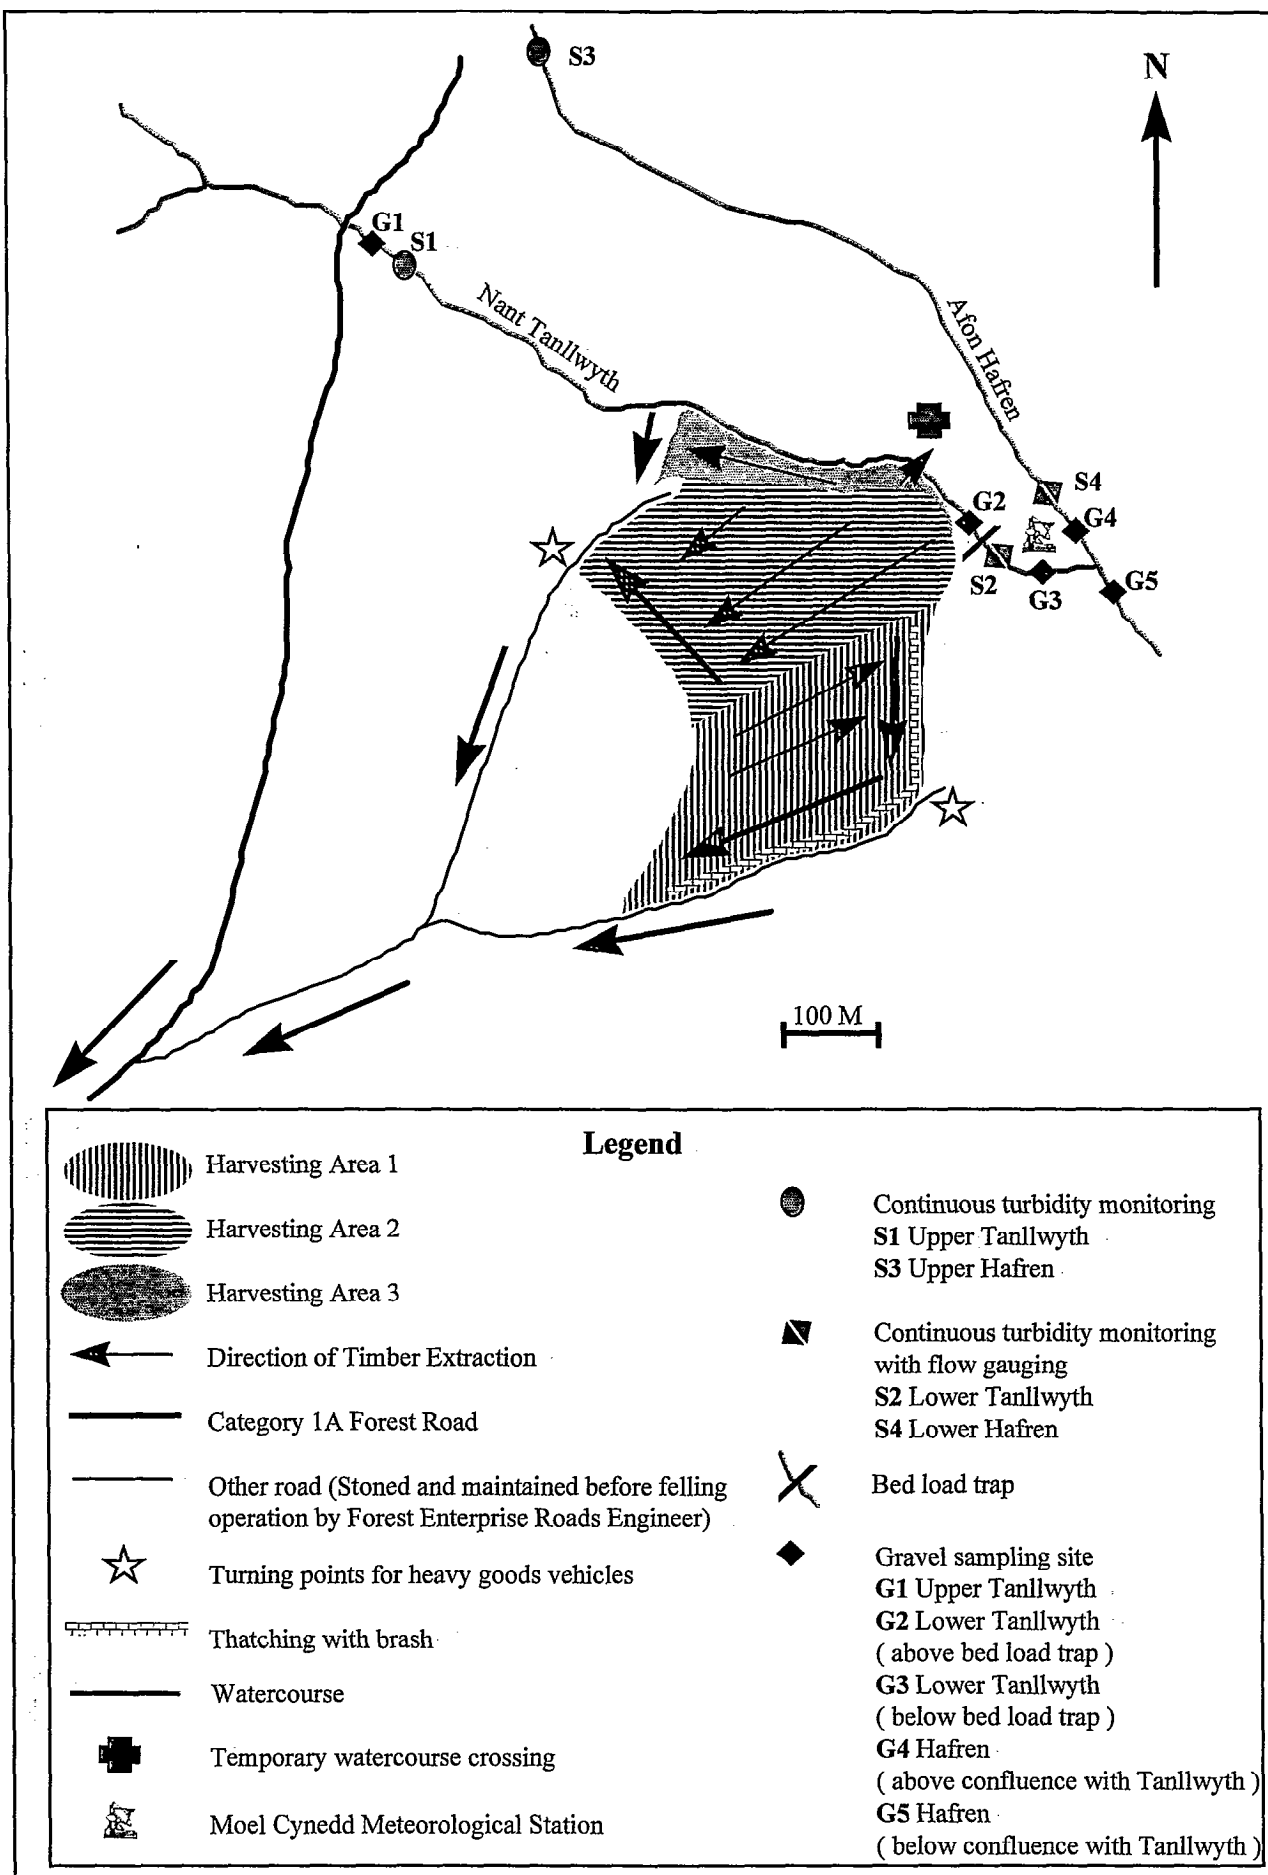 S3
N
G1
S1
Nant Tanllwyth
Afon Hafren
S4
G2
G4
S2
G3
G5
100 M
Legend
Harvesting Area 1
Harvesting Area 2
Harvesting Area 3
Direction of Timber Extraction
Category 1A Forest Road
Other road (Stoned and maintained before felling
operation by Forest Enterprise Roads Engineer)
Turning points for heavy goods vehicles
Thatching with brash
Watercourse
Temporary watercourse crossing
Moel Cynedd Meteorological Station
Continuous turbidity monitoring
S1 Upper Tanllwyth
S3 Upper Hafren
Continuous turbidity monitoring
with flow gauging
S2 Lower Tanllwyth
S4 Lower Hafren
Bed load trap
Gravel sampling site
G1 Upper Tanllwyth
G2 Lower Tanllwyth
( above bed load trap )
G3 Lower Tanllwyth
( below bed load trap )
G4 Hafren
( above confluence with Tanllwyth )
G5 Hafren
( below confluence with Tanllwyth )